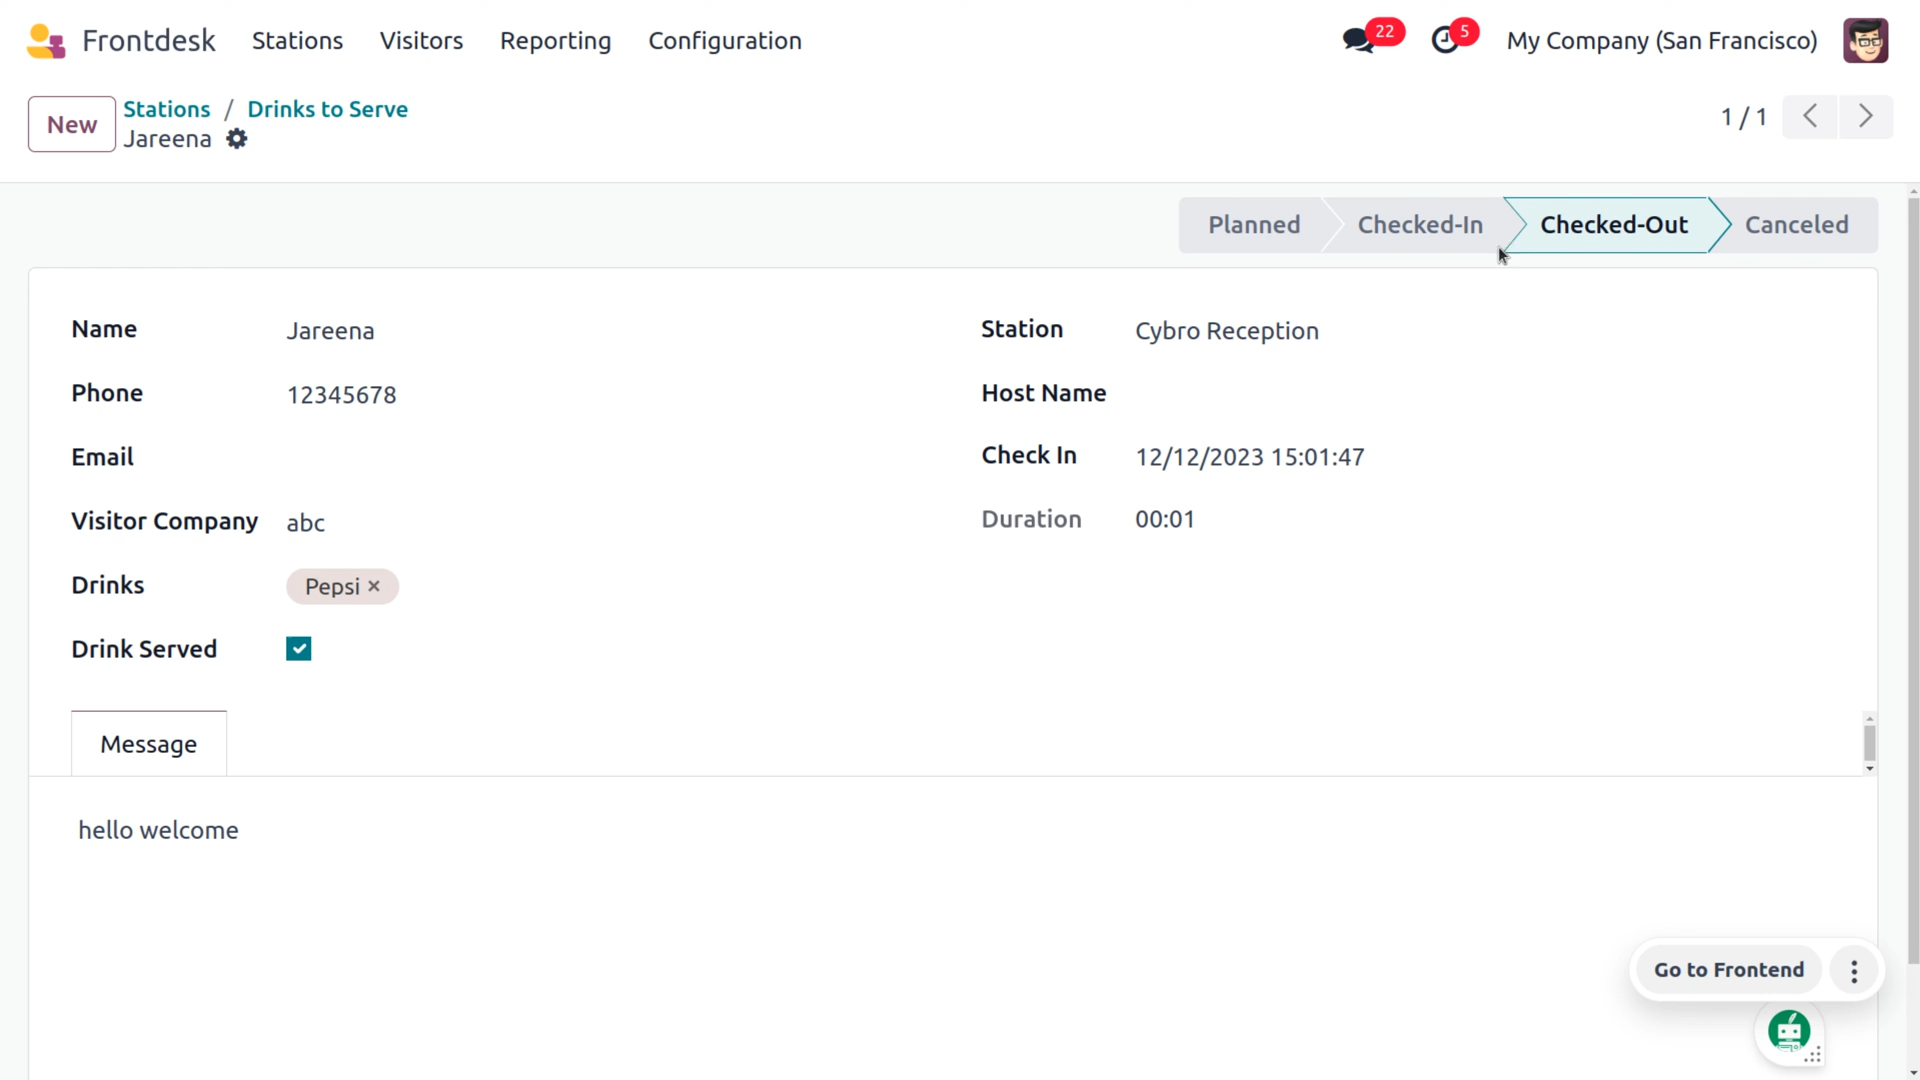 Frontdesk Stations Visitors Reporting Configuration 22 5 My Company (San Francisco)
New Stations / Drinks to Serve 1 / 1
Jareena
Planned Checked-In Checked-Out Canceled
Name Jareena Station Cybro Reception
Phone 12345678 Host Name
Email Check In 12/12/2023 15:01:47
Visitor Company abc Duration 00:01
Drinks Pepsi ×
Drink Served
Message
hello welcome
Go to Frontend